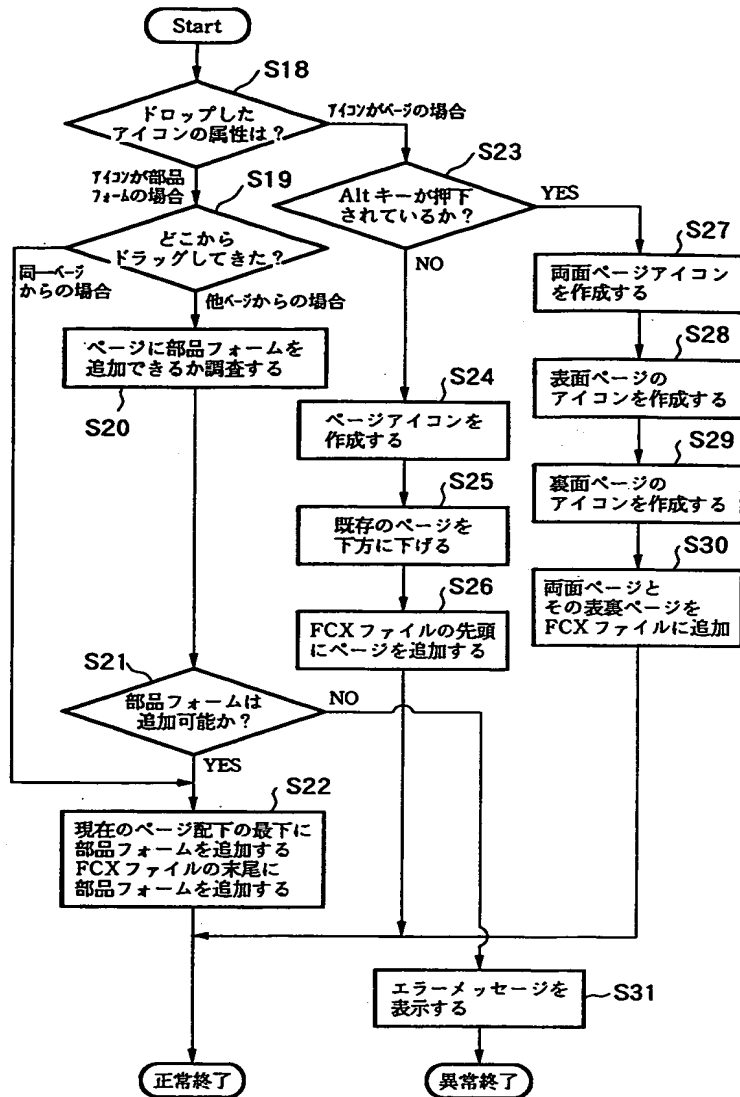 Start
S18
ドロップした
アイコンの属性は?
アイコンがページの場合
アイコンが部品
フォームの場合
S19
どこから
ドラッグしてきた?
同一ページ
からの場合
他ページからの場合
ページに部品フォームを
追加できるか調査する
S20
S21
部品フォームは
追加可能か?
NO
YES
S22
現在のページ配下の最下に
部品フォームを追加する
FCXファイルの末尾に
部品フォームを追加する
正常終了
S23
Altキーが押下
されているか?
YES
NO
S24
ページアイコンを
作成する
S25
既存のページを
下方に下げる
S26
FCXファイルの先頭
にページを追加する
S27
両面ページアイコン
を作成する
S28
表面ページの
アイコンを作成する
S29
裏面ページの
アイコンを作成する
S30
両面ページと
その表裏ページを
FCXファイルに追加
エラーメッセージを
表示する
S31
異常終了